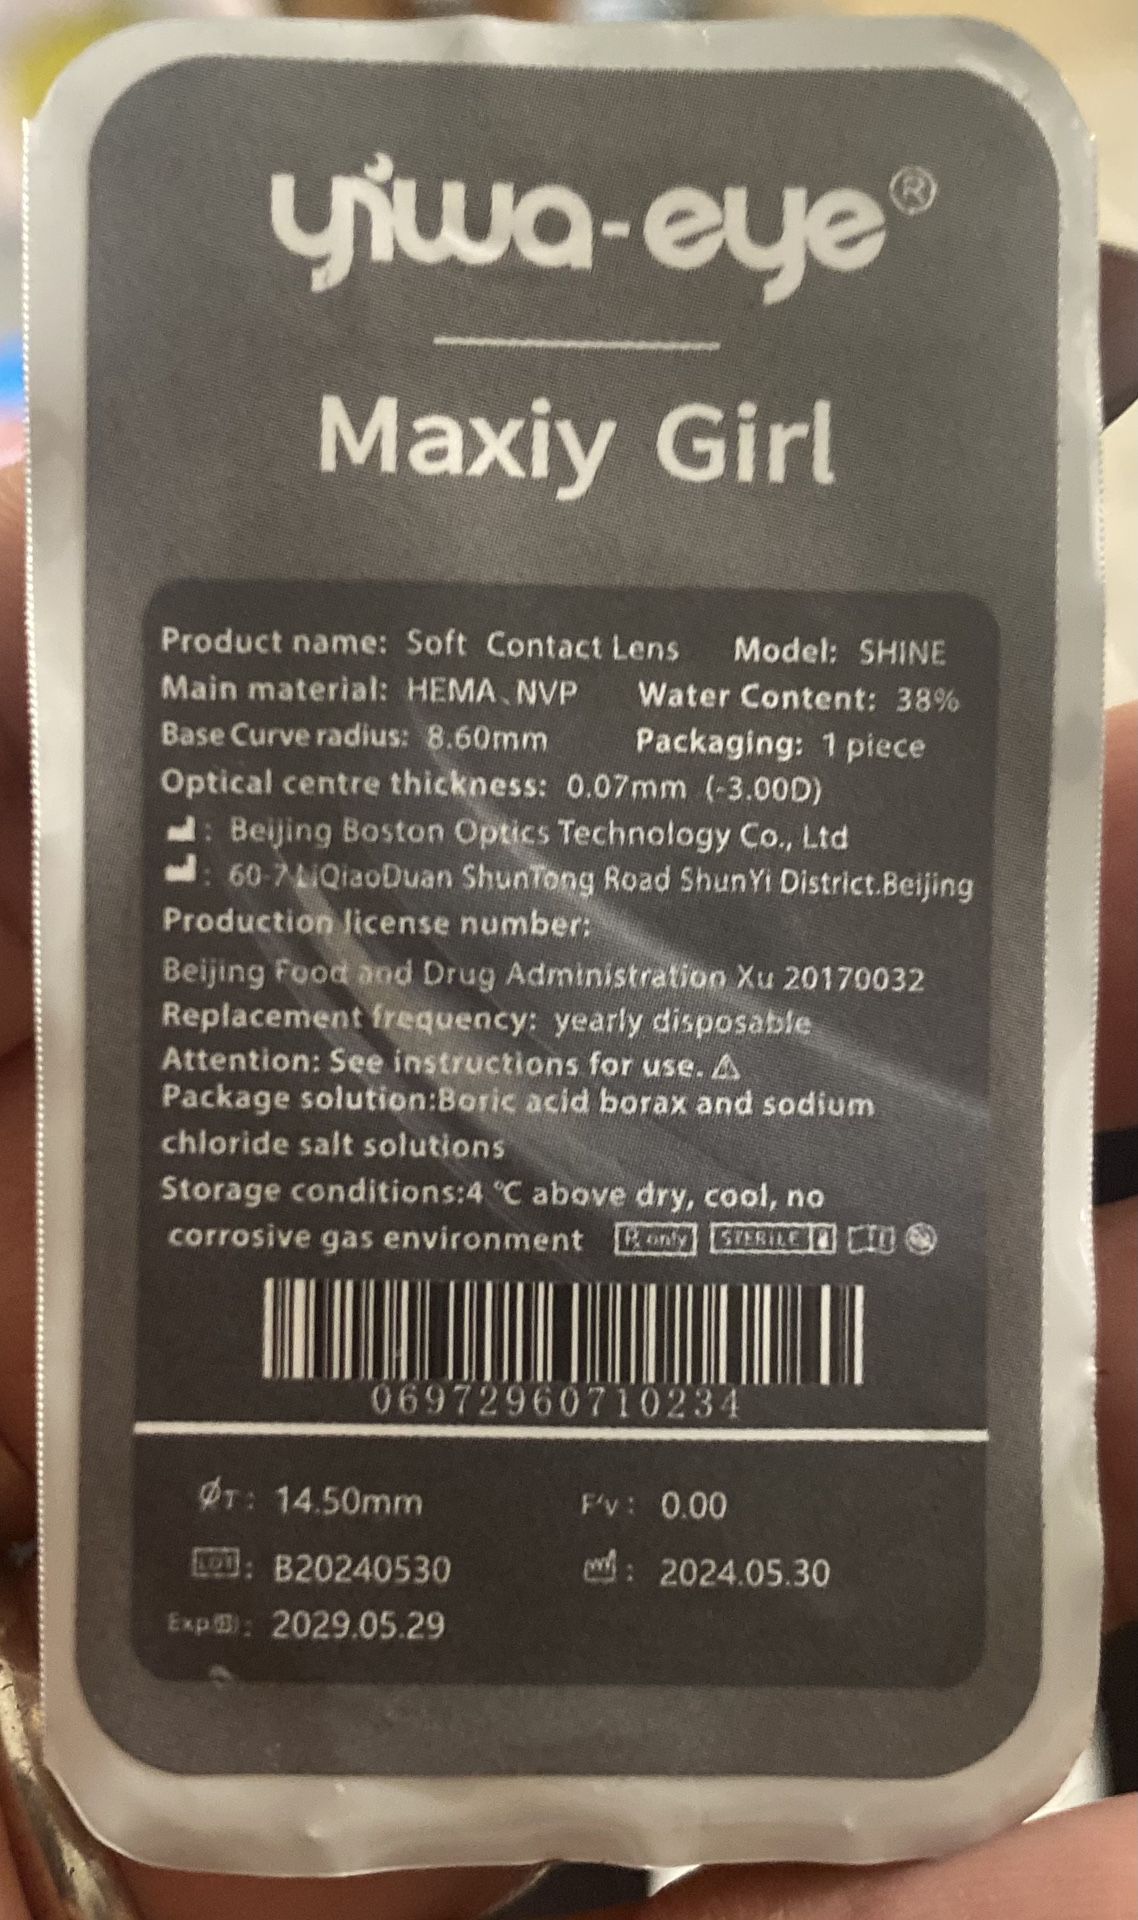 yiwa-eye®
Maxiy Girl
Product name: Soft Contact Lens Model: SHINE
Main material: HEMA、NVP Water Content: 38%
Base Curve radius: 8.60mm Packaging: 1 piece
Optical centre thickness: 0.07mm (-3.00D)
: Beijing Boston Optics Technology Co., Ltd
: 60-7 LiQiaoDuan ShunTong Road ShunYi District.Beijing
Production license number:
Beijing Food and Drug Administration Xu 20170032
Replacement frequency: yearly disposable
Attention: See instructions for use. ⚠
Package solution:Boric acid borax and sodium
chloride salt solutions
Storage conditions:4 ℃ above dry, cool, no
corrosive gas environment ℞ only STERILE
06972960710234
ØT: 14.50mm F'v: 0.00
LOT: B20240530 : 2024.05.30
Exp: 2029.05.29